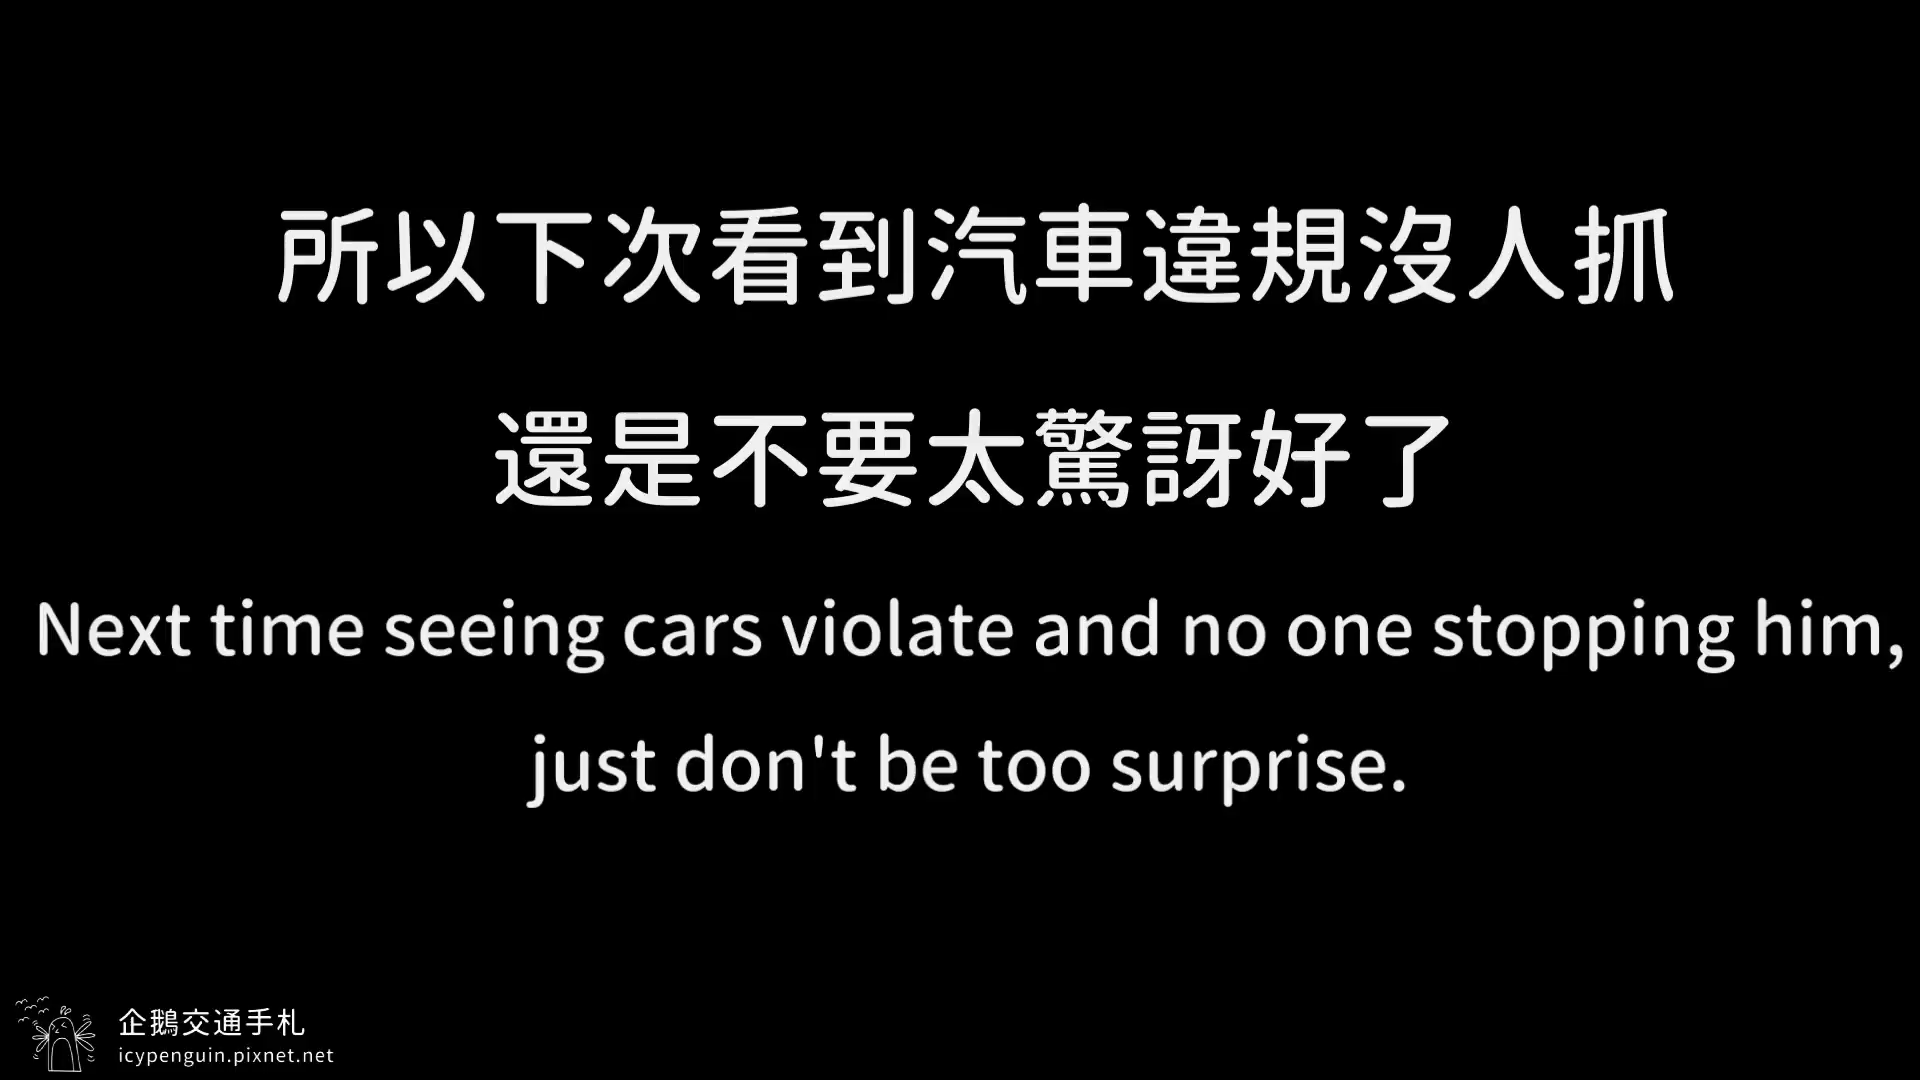 所以下次看到汽車違規沒人抓
還是不要太驚訝好了
Next time seeing cars violate and no one stopping him,
just don't be too surprise.
企鵝交通手札
icypenguin.pixnet.net